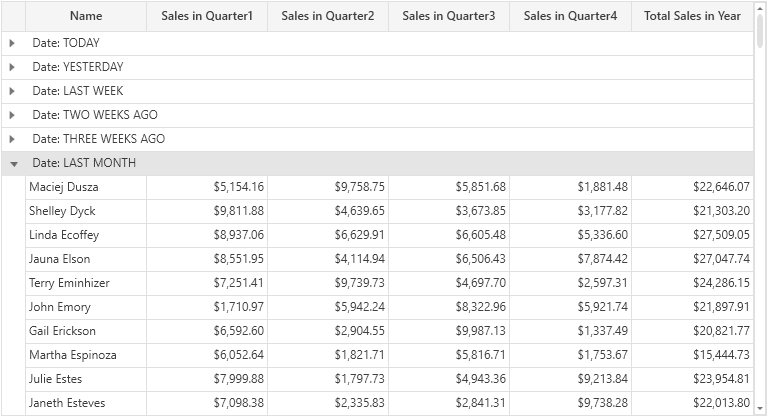 Name Sales in Quarter1 Sales in Quarter2 Sales in Quarter3 Sales in Quarter4 Total Sales in Year
Date: TODAY
Date: YESTERDAY
Date: LAST WEEK
Date: TWO WEEKS AGO
Date: THREE WEEKS AGO
Date: LAST MONTH
Maciej Dusza $5,154.16 $9,758.75 $5,851.68 $1,881.48 $22,646.07
Shelley Dyck $9,811.88 $4,639.65 $3,673.85 $3,177.82 $21,303.20
Linda Ecoffey $8,937.06 $6,629.91 $6,605.48 $5,336.60 $27,509.05
Jauna Elson $8,551.95 $4,114.94 $6,506.43 $7,874.42 $27,047.74
Terry Eminhizer $7,251.41 $9,739.73 $4,697.70 $2,597.31 $24,286.15
John Emory $1,710.97 $5,942.24 $8,322.96 $5,921.74 $21,897.91
Gail Erickson $6,592.60 $2,904.55 $9,987.13 $1,337.49 $20,821.77
Martha Espinoza $6,052.64 $1,821.71 $5,816.71 $1,753.67 $15,444.73
Julie Estes $7,999.88 $1,797.73 $4,943.36 $9,213.84 $23,954.81
Janeth Esteves $7,098.38 $2,335.83 $2,841.31 $9,738.28 $22,013.80